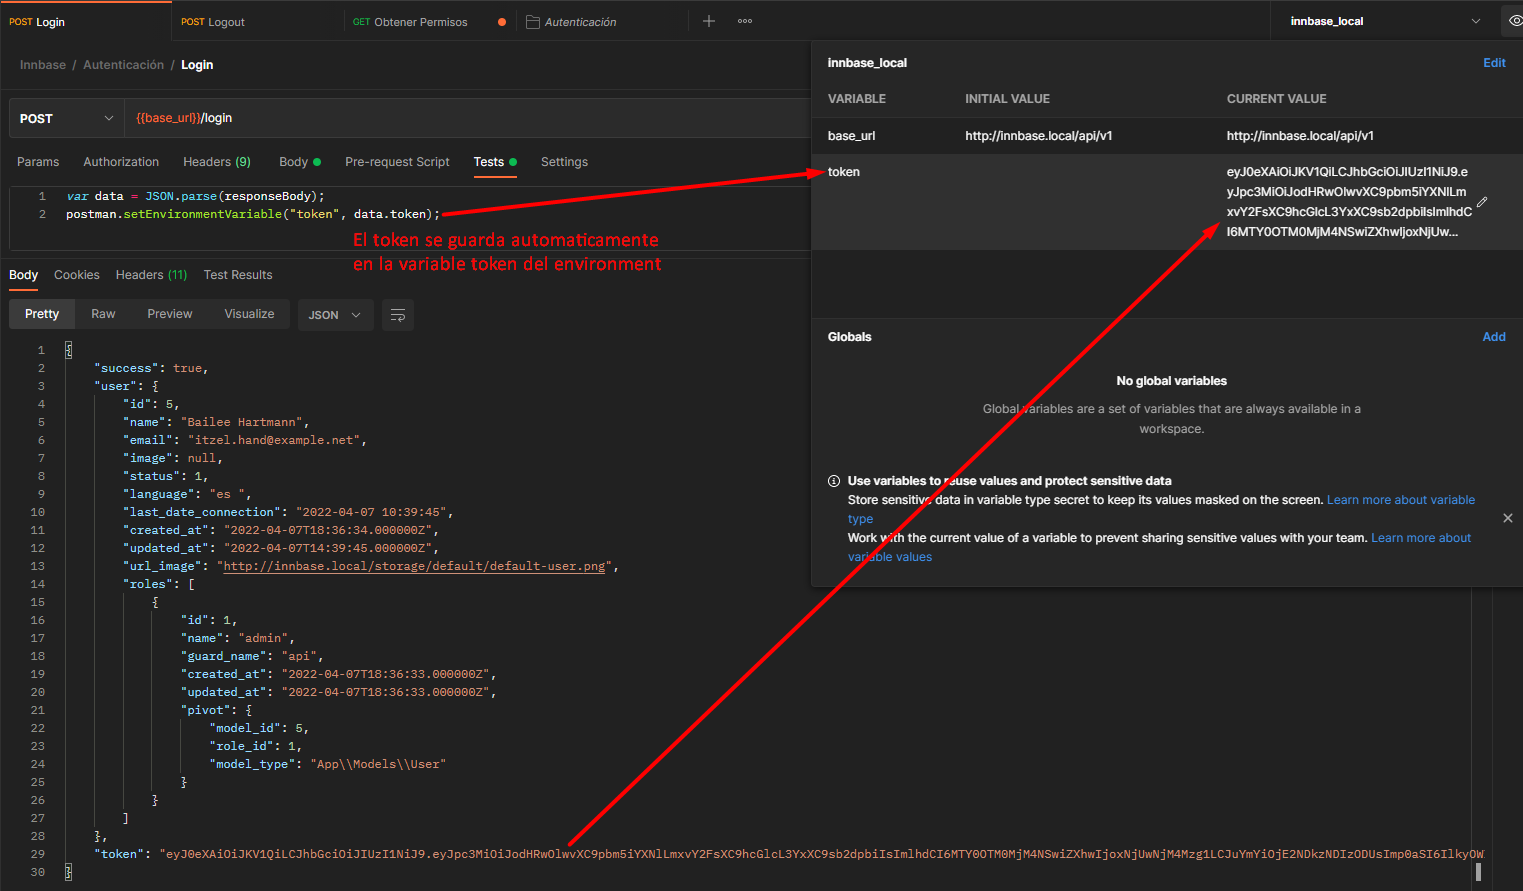 POST Login
POST Logout
GET Obtener Permisos
Autenticación
innbase_local
Innbase / Autenticación / Login
POST
{{base_url}}/login
Params
Authorization
Headers (9)
Body
Pre-request Script
Tests
Settings
1 var data = JSON.parse(responseBody);
2 postman.setEnvironmentVariable("token", data.token);
El token se guarda automaticamente
en la variable token del environment
Body
Cookies
Headers (11)
Test Results
Pretty
Raw
Preview
Visualize
JSON
1 {
2 "success": true,
3 "user": {
4 "id": 5,
5 "name": "Bailee Hartmann",
6 "email": "itzel.hand@example.net",
7 "image": null,
8 "status": 1,
9 "language": "es ",
10 "last_date_connection": "2022-04-07 10:39:45",
11 "created_at": "2022-04-07T18:36:34.000000Z",
12 "updated_at": "2022-04-07T14:39:45.000000Z",
13 "url_image": "http://innbase.local/storage/default/default-user.png",
14 "roles": [
15 {
16 "id": 1,
17 "name": "admin",
18 "guard_name": "api",
19 "created_at": "2022-04-07T18:36:33.000000Z",
20 "updated_at": "2022-04-07T18:36:33.000000Z",
21 "pivot": {
22 "model_id": 5,
23 "role_id": 1,
24 "model_type": "App\\Models\\User"
25 }
26 }
27 ]
28 },
29 "token": "eyJ0eXAiOiJKV1QiLCJhbGciOiJIUzI1NiJ9.eyJpc3MiOiJodHRwOlwvXC9pbm5iYXNlLmxvY2FsXC9hcGlcL3YxXC9sb2dpbiIsImlhdCI6MTY0OTM0MjM4NSwiZXhwIjoxNjUwNjM4Mzg1LCJuYmYiOjE2NDkzNDIzODUsImp0aSI6IlkyOW
30 }
innbase_local
Edit
VARIABLE
INITIAL VALUE
CURRENT VALUE
base_url
http://innbase.local/api/v1
http://innbase.local/api/v1
token
eyJ0eXAiOiJKV1QiLCJhbGciOiJIUzI1NiJ9.e
yJpc3MiOiJodHRwOlwvXC9pbm5iYXNlLm
xvY2FsXC9hcGlcL3YxXC9sb2dpbiIsImlhdC
I6MTY0OTM0MjM4NSwiZXhwIjoxNjUw...
Globals
Add
No global variables
Global variables are a set of variables that are always available in a
workspace.
Use variables to reuse values and protect sensitive data
Store sensitive data in variable type secret to keep its values masked on the screen. Learn more about variable
type
Work with the current value of a variable to prevent sharing sensitive values with your team. Learn more about
variable values